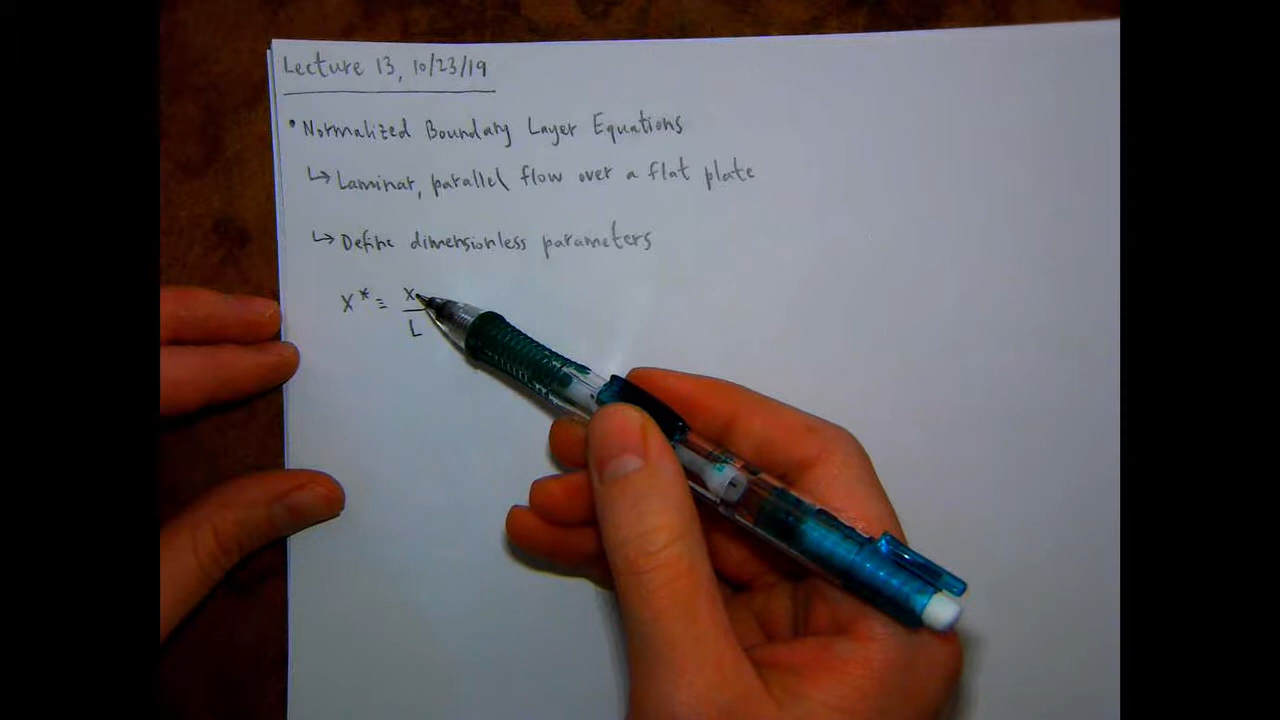 Lecture 13, 10/23/19
• Normalized Boundary Layer Equations
↳ Laminar, parallel flow over a flat plate
↳ Define dimensionless parameters
X* ≡ X/L